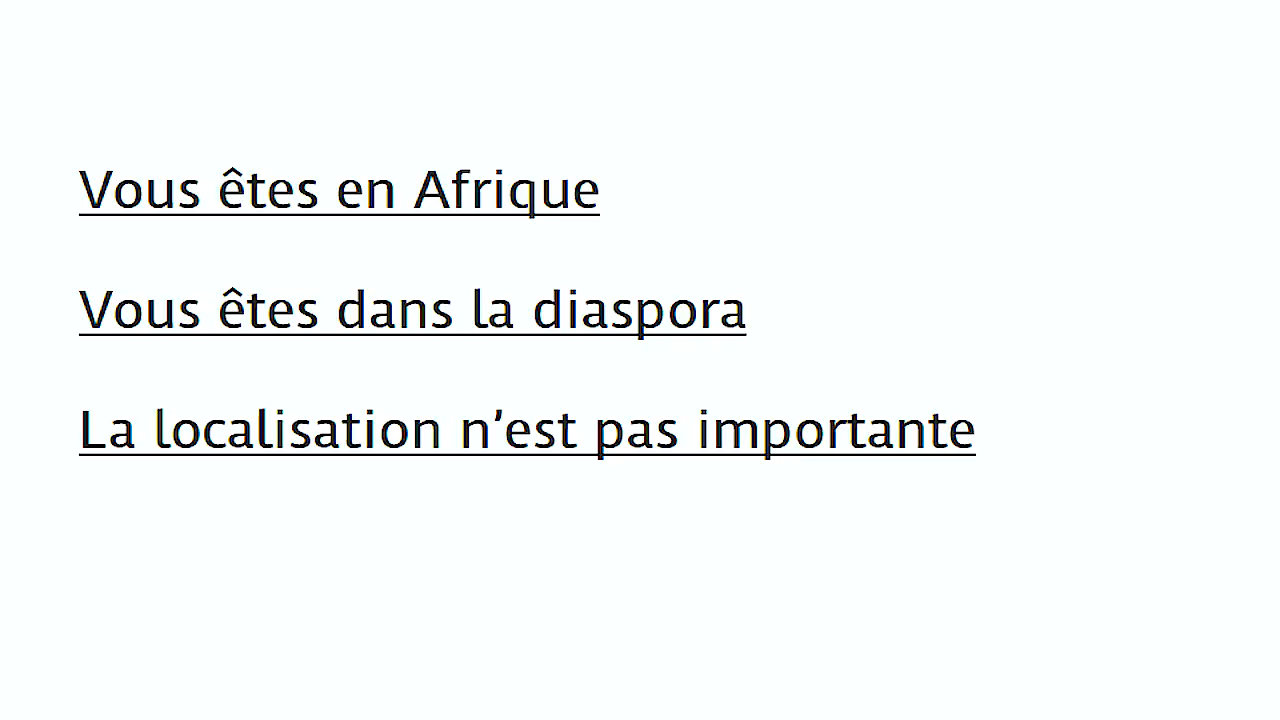 Vous êtes en Afrique
Vous êtes dans la diaspora
La localisation n’est pas importante